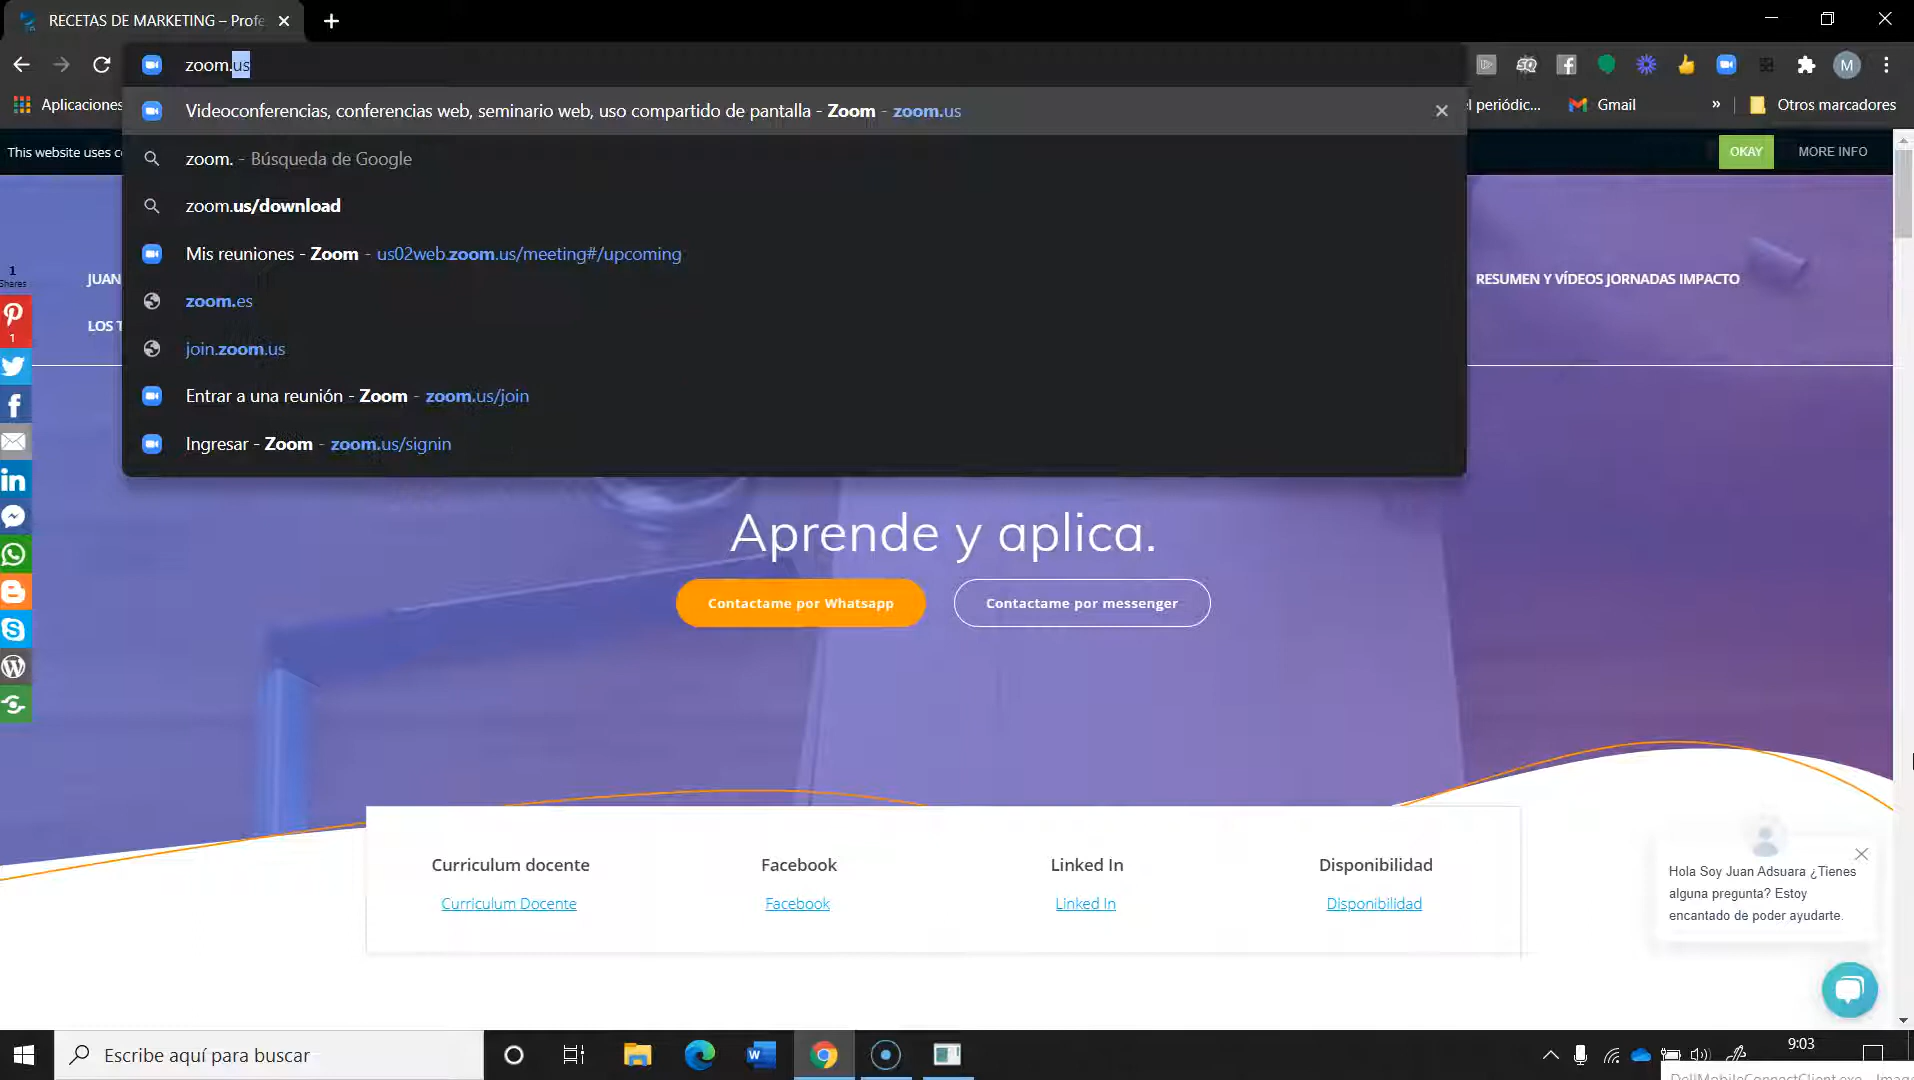 RECETAS DE MARKETING – Profe
zoom.us
Aplicaciones
el periódic...
Gmail
»
Otros marcadores
M
Videoconferencias, conferencias web, seminario web, uso compartido de pantalla - Zoom - zoom.us
zoom. - Búsqueda de Google
zoom.us/download
Mis reuniones - Zoom - us02web.zoom.us/meeting#/upcoming
zoom.es
join.zoom.us
Entrar a una reunión - Zoom - zoom.us/join
Ingresar - Zoom - zoom.us/signin
This website uses c
OKAY
MORE INFO
JUAN
RESUMEN Y VÍDEOS JORNADAS IMPACTO
LOS T
1
Shares
1
Aprende y aplica.
Contactame por Whatsapp
Contactame por messenger
Curriculum docente
Facebook
Linked In
Disponibilidad
Curriculum Docente
Facebook
Linked In
Disponibilidad
Hola Soy Juan Adsuara ¿Tienes
alguna pregunta? Estoy
encantado de poder ayudarte.
Escribe aquí para buscar
9:03